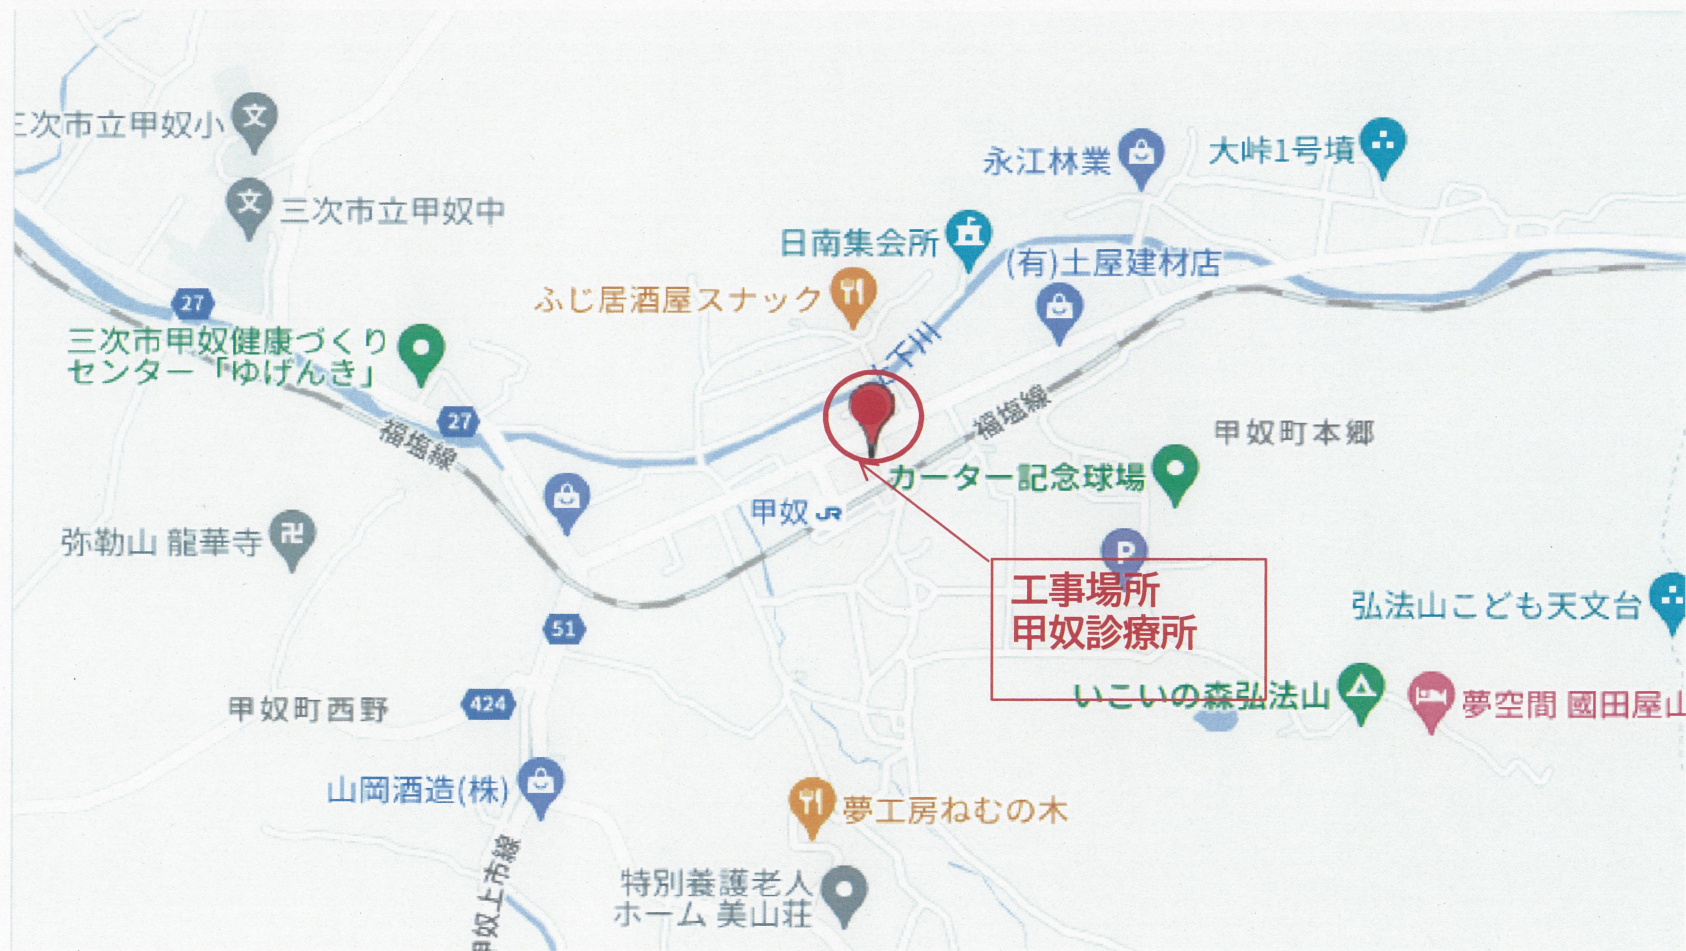 三次市立甲奴小
三次市立甲奴中
永江林業
大峠1号墳
日南集会所
(有)土屋建材店
ふじ居酒屋スナック
27
三次市甲奴健康づくり
センター「ゆげんき」
27
福塩線
上下川
福塩線
甲奴町本郷
カーター記念球場
甲奴 JR
弥勒山 龍華寺
卍
P
工事場所
甲奴診療所
弘法山こども天文台
51
甲奴町西野
424
いこいの森弘法山
夢空間 國田屋山
山岡酒造(株)
夢工房ねむの木
甲奴上市線
特別養護老人
ホーム 美山荘
文
文